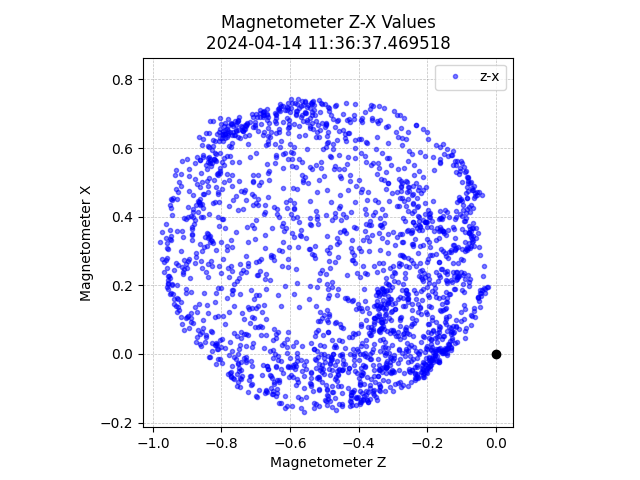 Magnetometer Z-X Values
2024-04-14 11:36:37.469518
z-x
0.8
0.6
0.4
0.2
0.0
−0.2
Magnetometer X
−1.0 −0.8 −0.6 −0.4 −0.2 0.0
Magnetometer Z